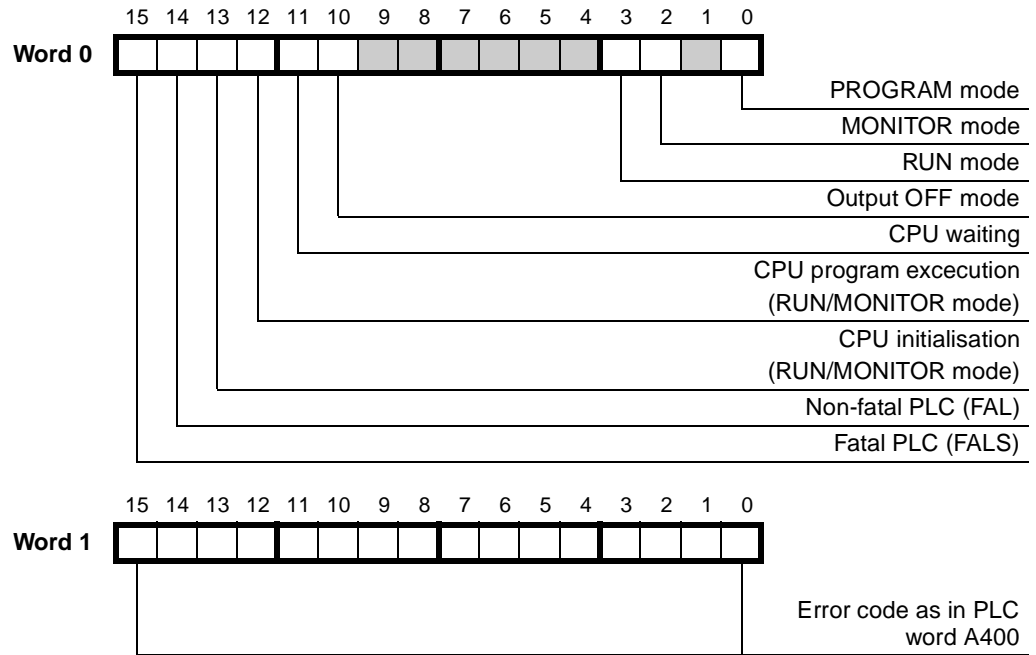 15 14 13 12 11 10 9 8 7 6 5 4 3 2 1 0
Word 0
PROGRAM mode
MONITOR mode
RUN mode
Output OFF mode
CPU waiting
CPU program excecution
(RUN/MONITOR mode)
CPU initialisation
(RUN/MONITOR mode)
Non-fatal PLC (FAL)
Fatal PLC (FALS)
15 14 13 12 11 10 9 8 7 6 5 4 3 2 1 0
Word 1
Error code as in PLC
word A400